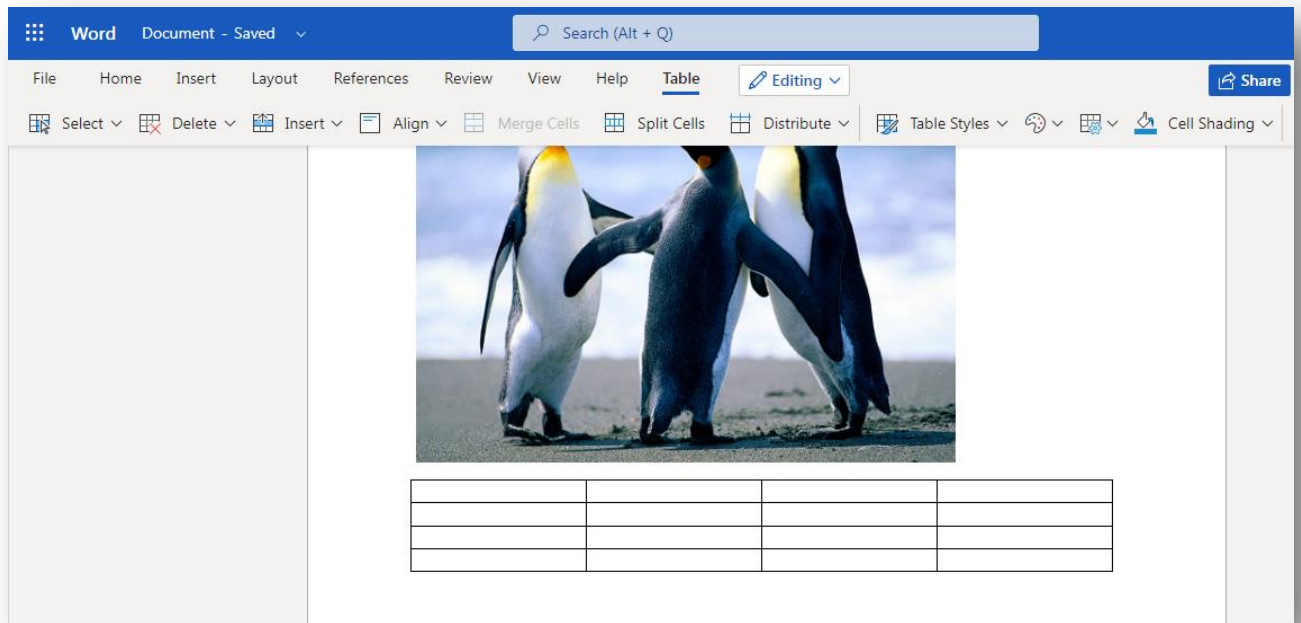 Word Document - Saved Search (Alt + Q)
File Home Insert Layout References Review View Help Table Editing Share
Select Delete Insert Align Merge Cells Split Cells Distribute Table Styles Cell Shading